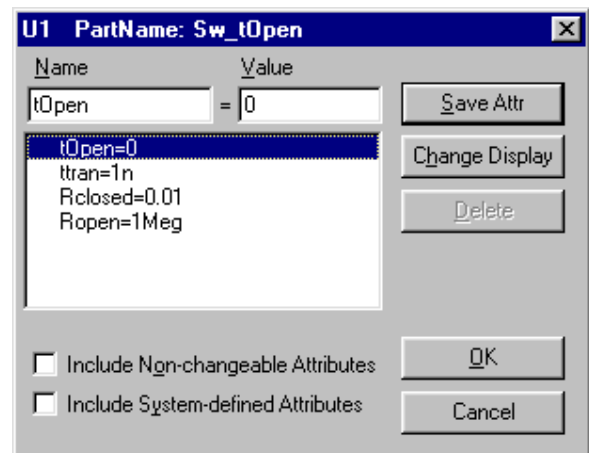 U1 PartName: Sw_tOpen
Name Value
tOpen = 0
Save Attr
tOpen=0
ttran=1n
Rclosed=0.01
Ropen=1Meg
Change Display
Delete
Include Non-changeable Attributes
Include System-defined Attributes
OK
Cancel